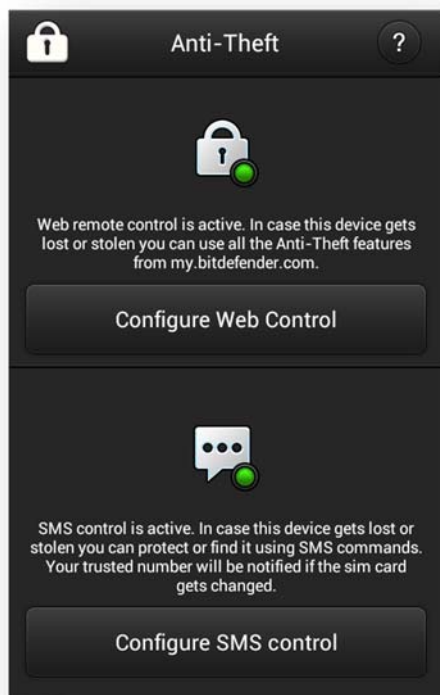 Anti-Theft
?
Web remote control is active. In case this device gets
lost or stolen you can use all the Anti-Theft features
from my.bitdefender.com.
Configure Web Control
SMS control is active. In case this device gets lost or
stolen you can protect or find it using SMS commands.
Your trusted number will be notified if the sim card
gets changed.
Configure SMS control